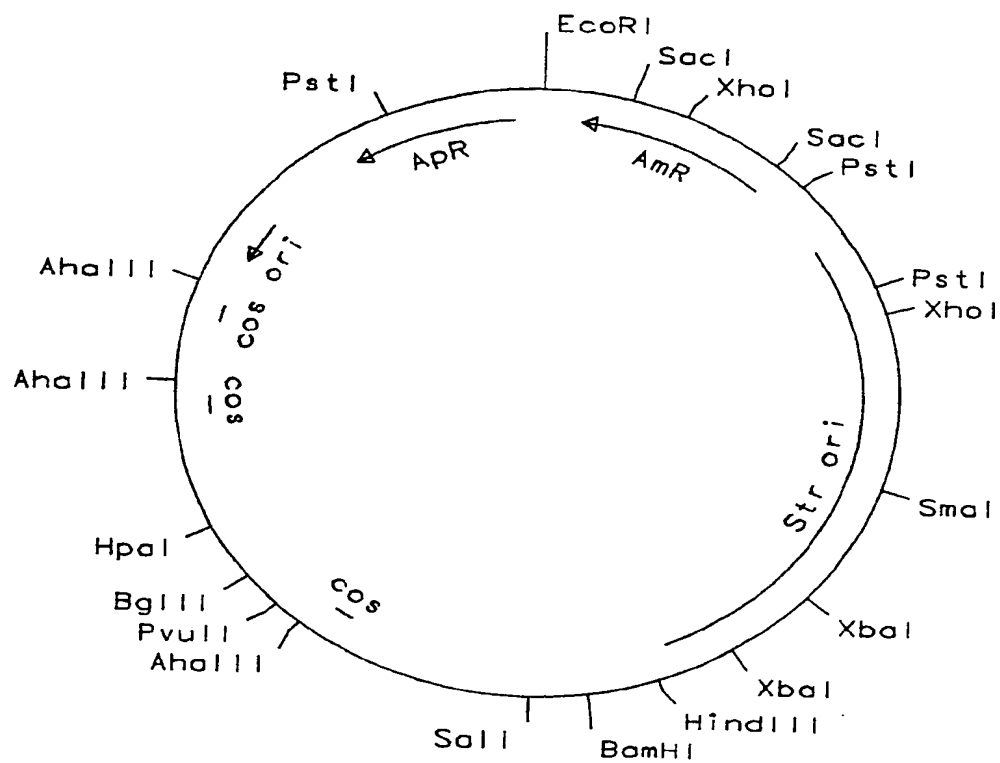 EcoRI
SacI
XhoI
SacI
PstI
PstI
XhoI
SmaI
XbaI
XbaI
HindIII
BamHI
SalI
AhaIII
PvuII
BglII
HpaI
AhaIII
AhaIII
PstI
ApR
AmR
Str ori
cos
cos
cos
ori